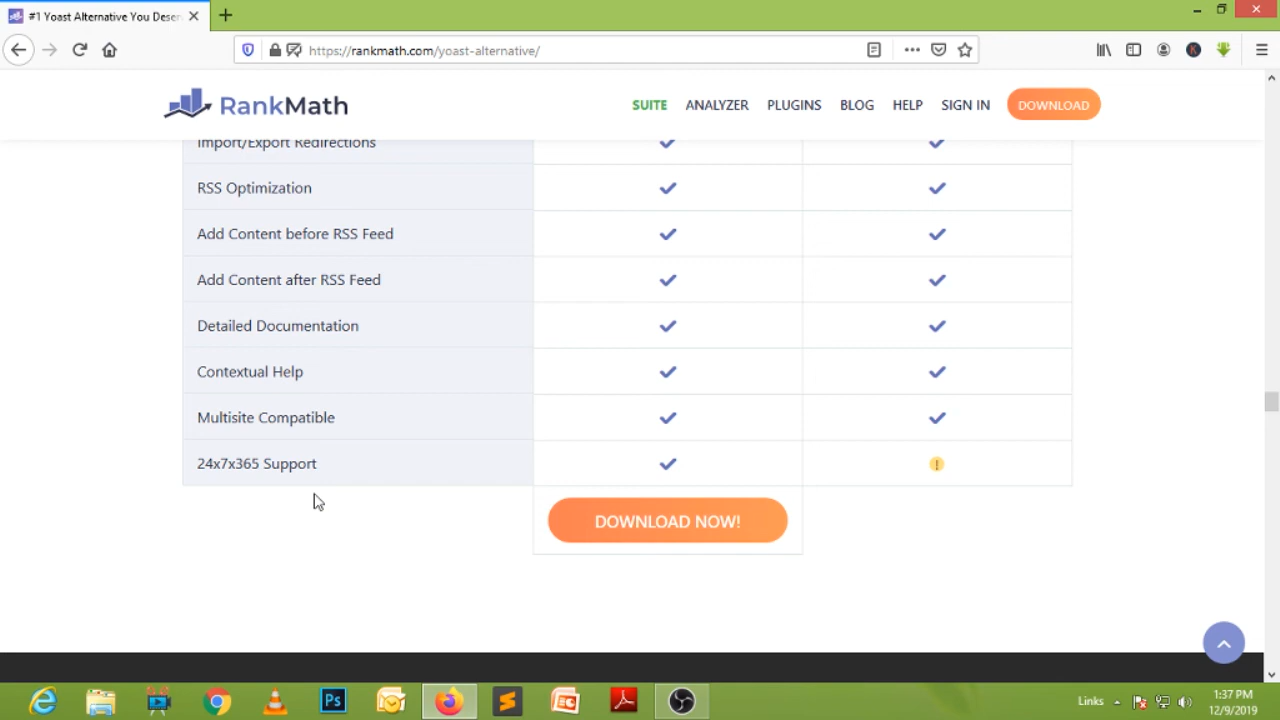 #1 Yoast Alternative You Deser
https://rankmath.com/yoast-alternative/
RankMath
SUITE
ANALYZER
PLUGINS
BLOG
HELP
SIGN IN
DOWNLOAD
Import/Export Redirections
RSS Optimization
Add Content before RSS Feed
Add Content after RSS Feed
Detailed Documentation
Contextual Help
Multisite Compatible
24x7x365 Support
DOWNLOAD NOW!
Ps
Links
1:37 PM
12/9/2019